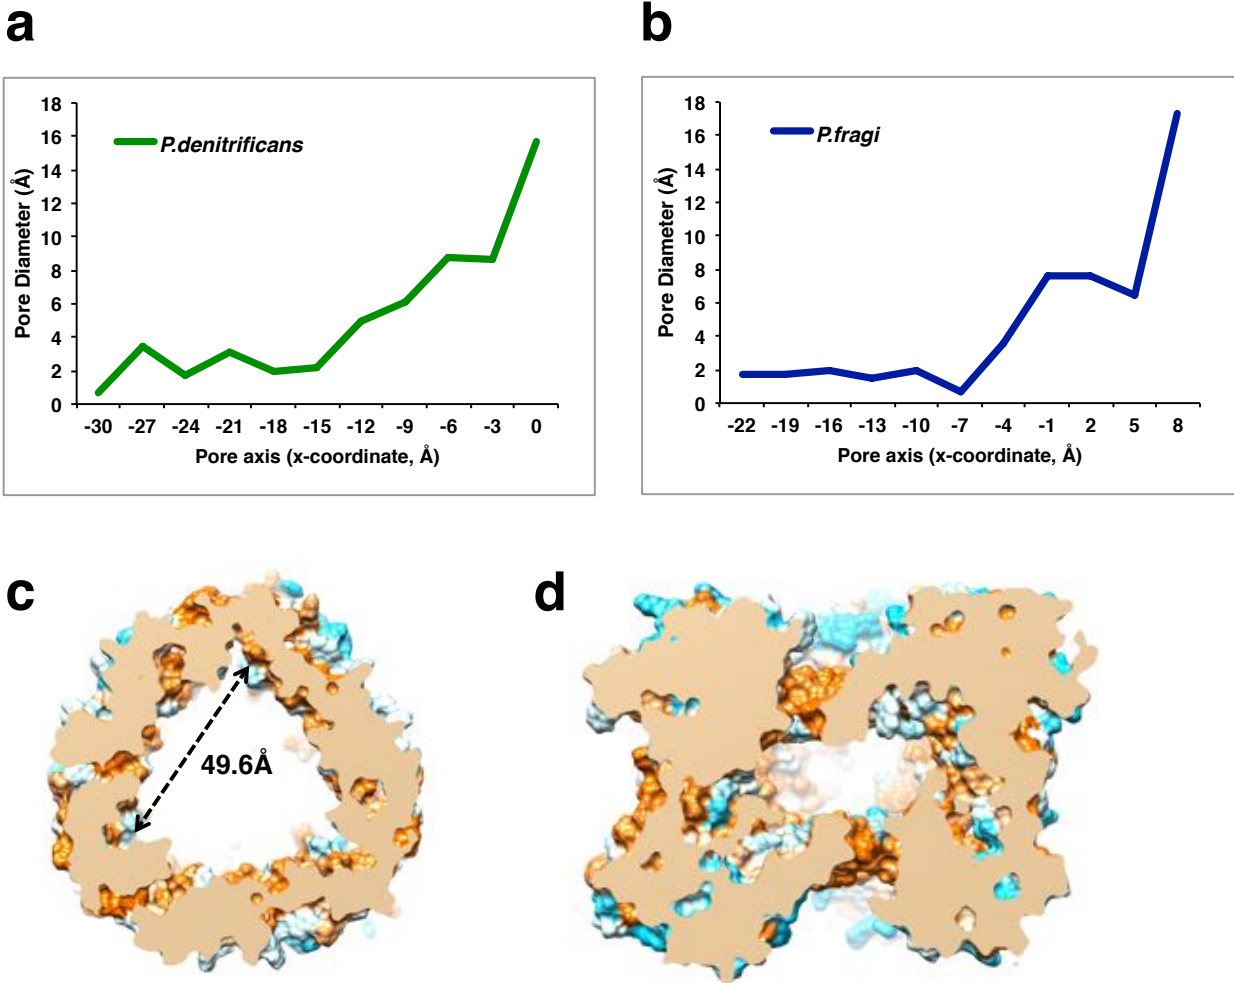 a
b
18
16
14
12
10
8
6
4
2
0
Pore Diameter (Å)
P.denitrificans
-30 -27 -24 -21 -18 -15 -12 -9 -6 -3 0
Pore axis (x-coordinate, Å)
18
16
14
12
10
8
6
4
2
0
Pore Diameter (Å)
P.fragi
-22 -19 -16 -13 -10 -7 -4 -1 2 5 8
Pore axis (x-coordinate, Å)
c
49.6Å
d